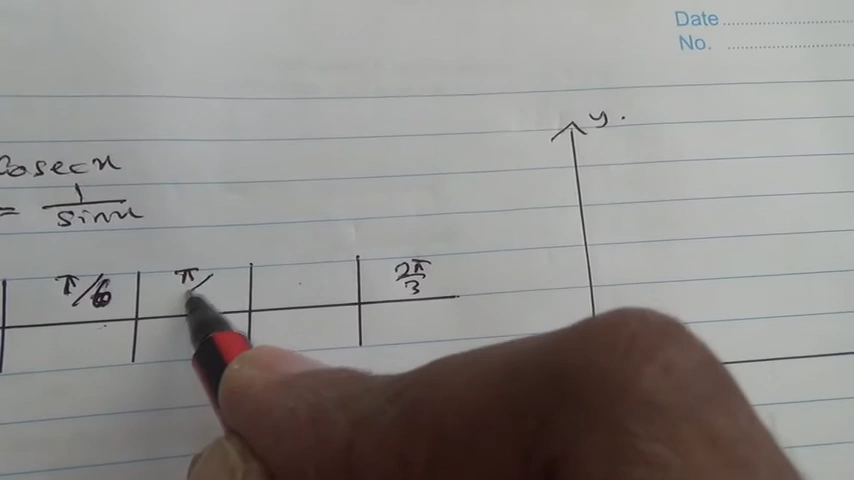 Date
No.
y.
Cosecx
= 1/sinx
π/6 π/ 2π/3